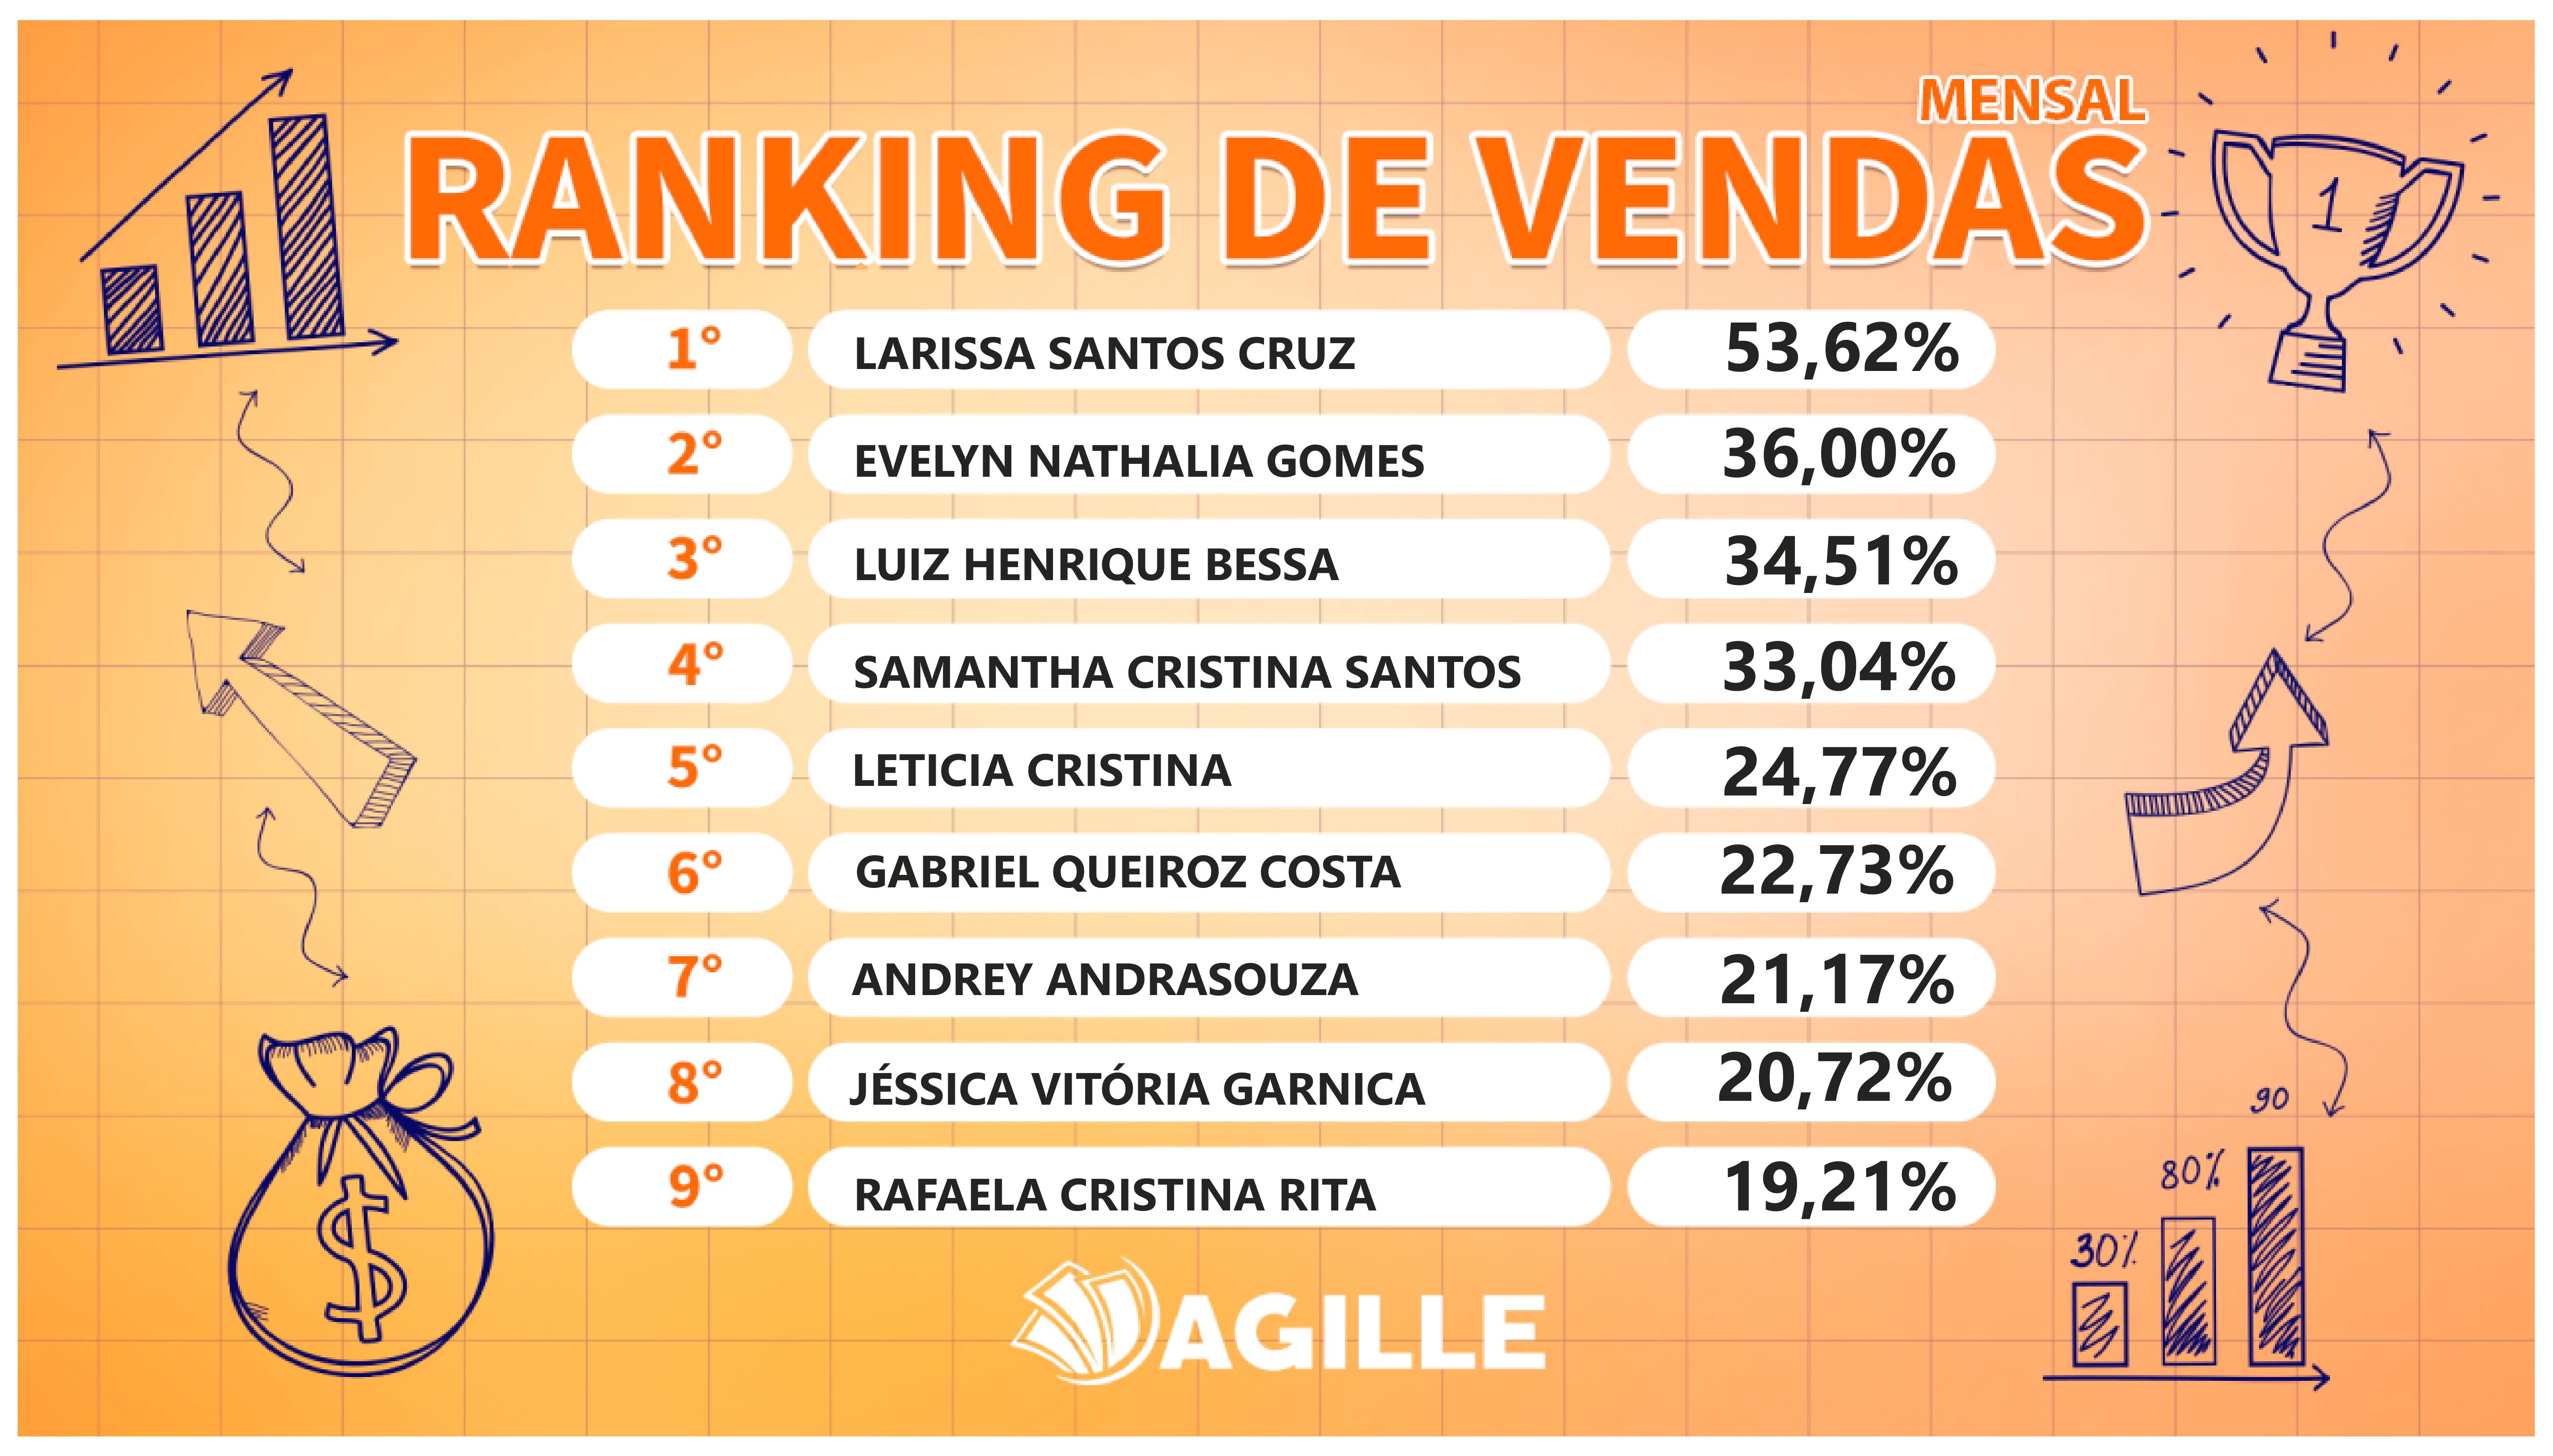 MENSAL
RANKING DE VENDAS
1
1° LARISSA SANTOS CRUZ 53,62%
2° EVELYN NATHALIA GOMES 36,00%
3° LUIZ HENRIQUE BESSA 34,51%
4° SAMANTHA CRISTINA SANTOS 33,04%
5° LETICIA CRISTINA 24,77%
6° GABRIEL QUEIROZ COSTA 22,73%
7° ANDREY ANDRASOUZA 21,17%
8° JÉSSICA VITÓRIA GARNICA 20,72%
9° RAFAELA CRISTINA RITA 19,21%
90
80%
30%
$
AGILLE